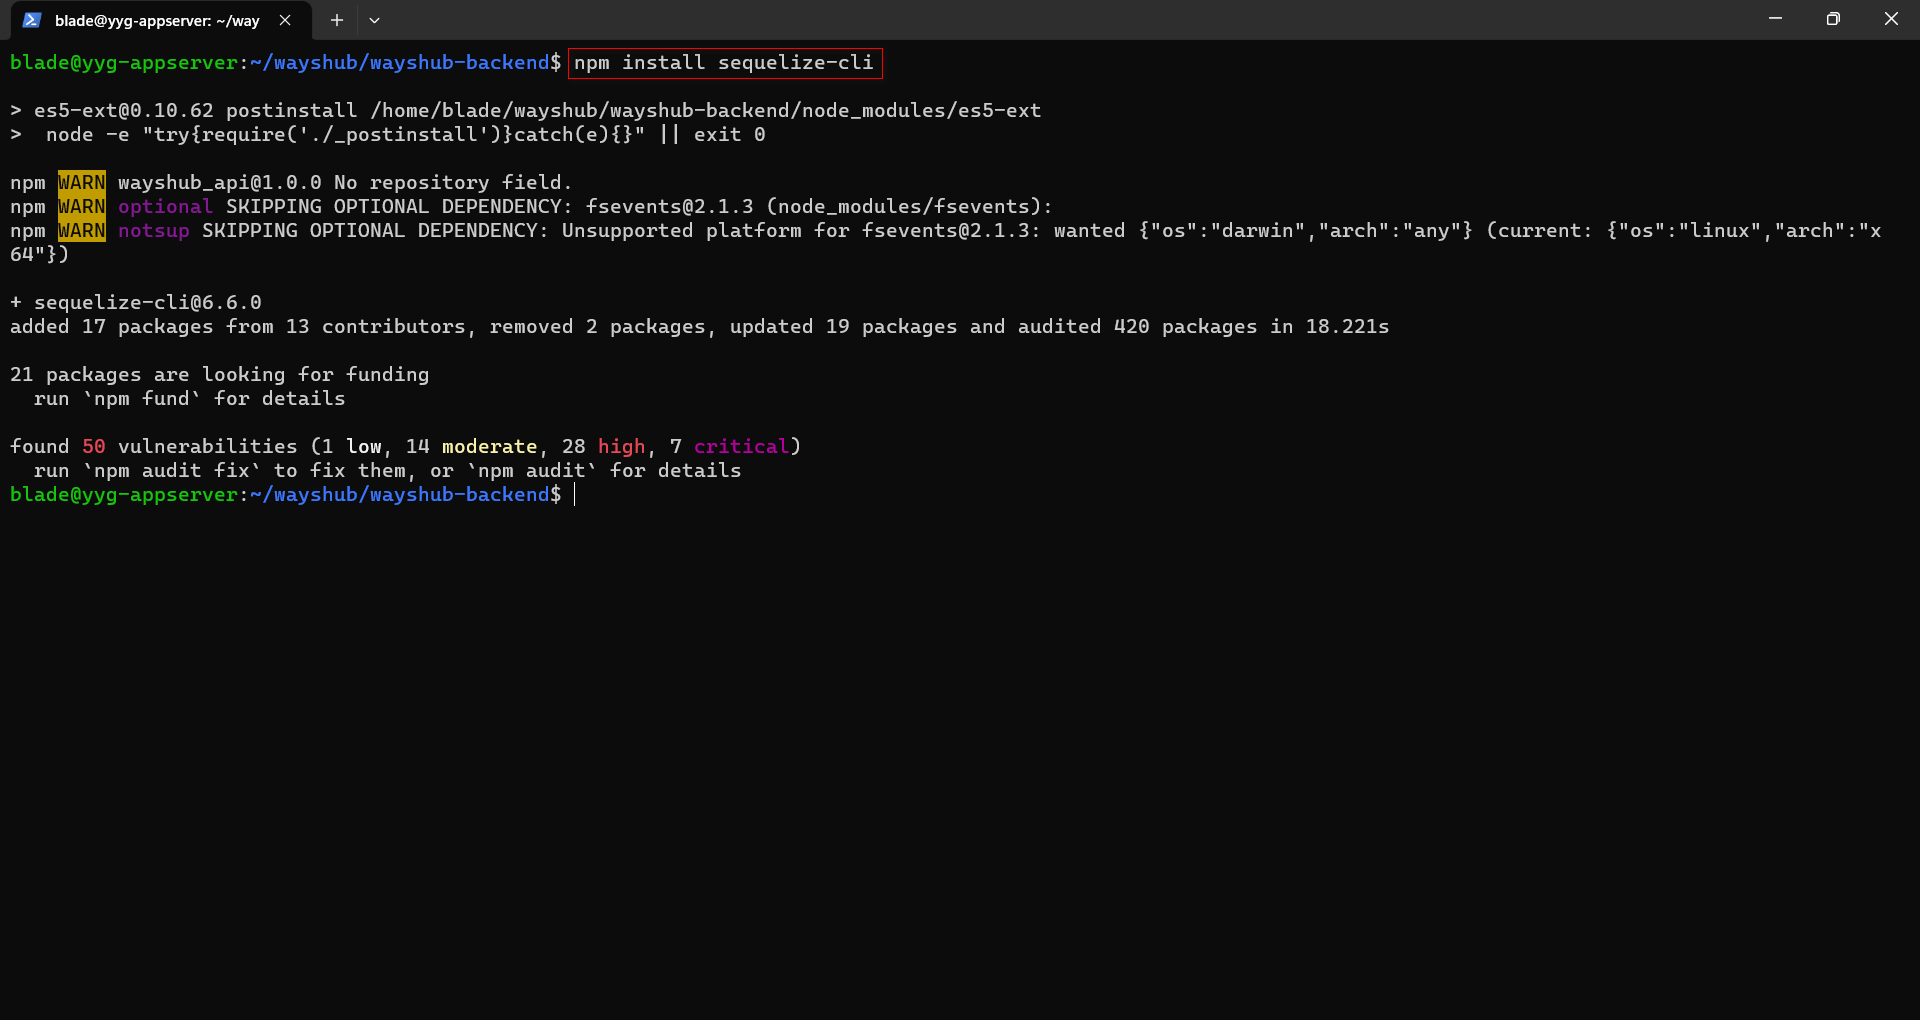 blade@yyg-appserver: ~/way
blade@yyg-appserver:~/wayshub/wayshub-backend$ npm install sequelize-cli
> es5-ext@0.10.62 postinstall /home/blade/wayshub/wayshub-backend/node_modules/es5-ext
>  node -e "try{require('./_postinstall')}catch(e){}" || exit 0
npm WARN wayshub_api@1.0.0 No repository field.
npm WARN optional SKIPPING OPTIONAL DEPENDENCY: fsevents@2.1.3 (node_modules/fsevents):
npm WARN notsup SKIPPING OPTIONAL DEPENDENCY: Unsupported platform for fsevents@2.1.3: wanted {"os":"darwin","arch":"any"} (current: {"os":"linux","arch":"x
64"})
+ sequelize-cli@6.6.0
added 17 packages from 13 contributors, removed 2 packages, updated 19 packages and audited 420 packages in 18.221s
21 packages are looking for funding
  run `npm fund` for details
found 50 vulnerabilities (1 low, 14 moderate, 28 high, 7 critical)
  run `npm audit fix` to fix them, or `npm audit` for details
blade@yyg-appserver:~/wayshub/wayshub-backend$